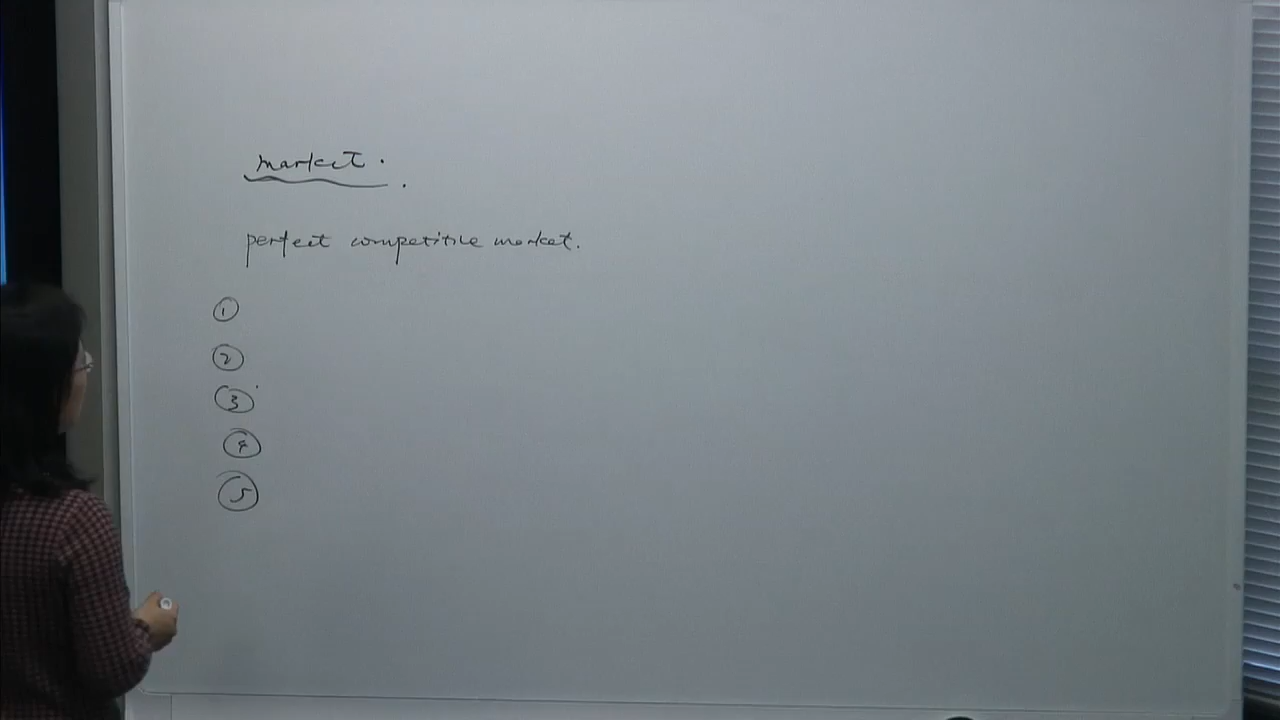 market.
perfect competitive market.
①
②
③
④
⑤